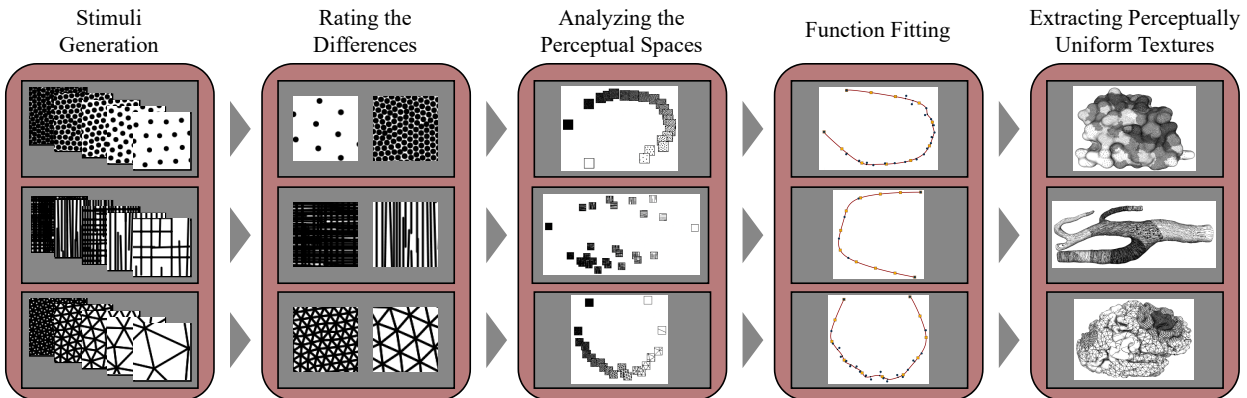 Stimuli
Generation
Rating the
Differences
Analyzing the
Perceptual Spaces
Function Fitting
Extracting Perceptually
Uniform Textures